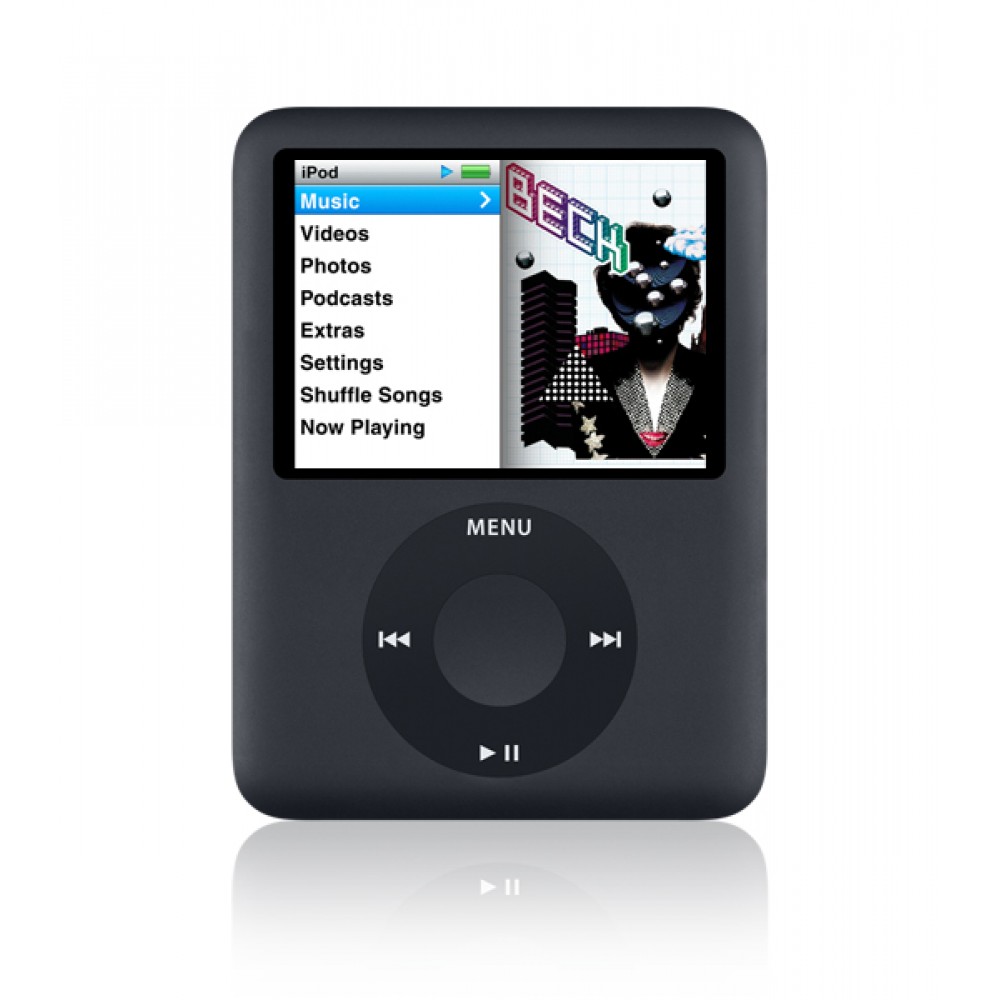 iPod
Music
Videos
Photos
Podcasts
Extras
Settings
Shuffle Songs
Now Playing
BECK
MENU